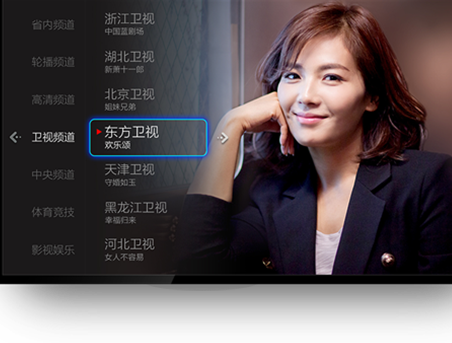 省内频道
轮播频道
高清频道
卫视频道
中央频道
体育竞技
影视娱乐
浙江卫视
中国蓝剧场
湖北卫视
新萧十一郎
北京卫视
姐妹兄弟
东方卫视
欢乐颂
天津卫视
守婚如玉
黑龙江卫视
幸福归来
河北卫视
女人不容易